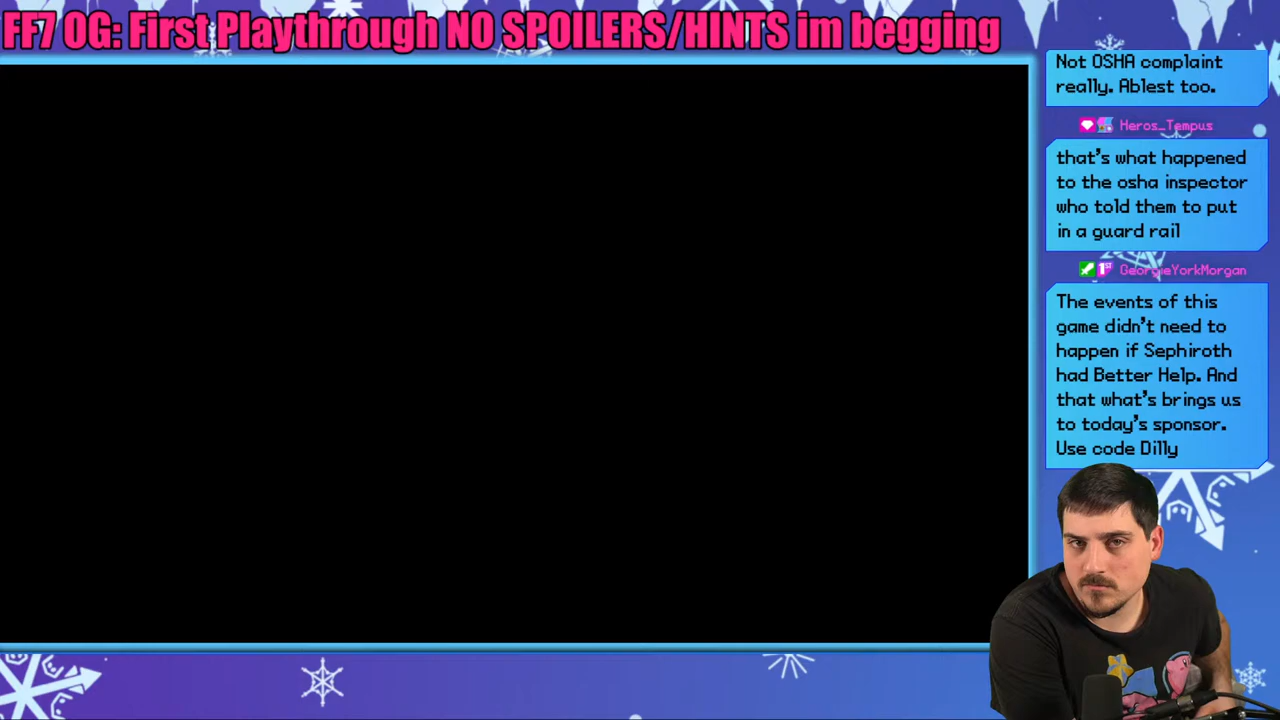 FF7 OG: First Playthrough NO SPOILERS/HINTS im begging
Not OSHA complaint
really. Ablest too.
Heros_Tempus
that's what happened
to the osha inspector
who told them to put
in a guard rail
1ST GeorgieYorkMorgan
The events of this
game didn't need to
happen if Sephiroth
had Better Help. And
that what's brings us
to today's sponsor.
Use code Dilly